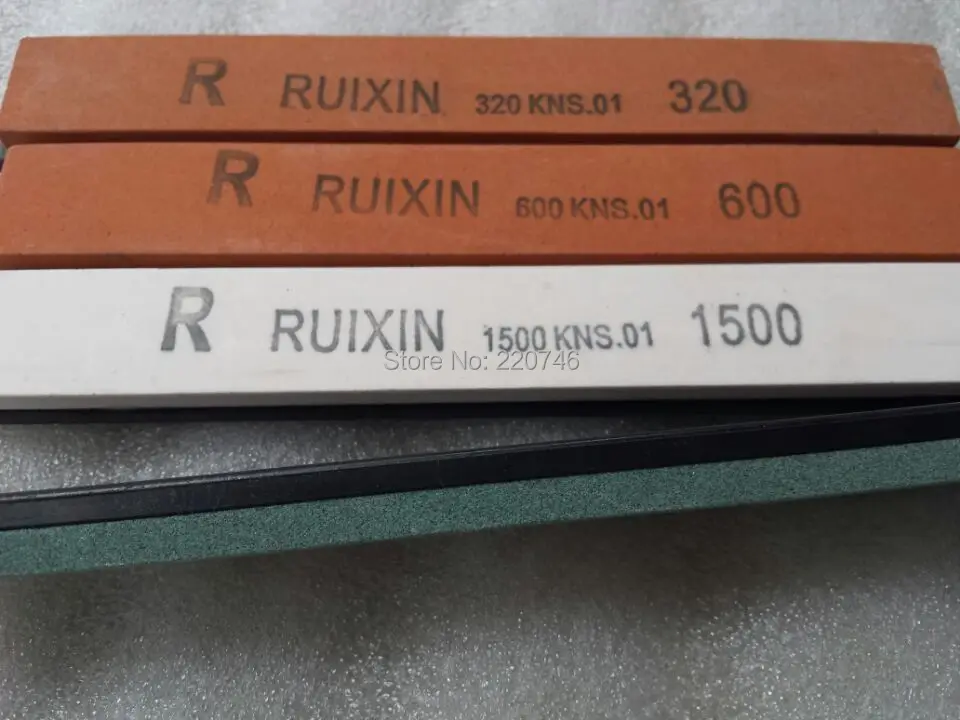 R RUIXIN 320 KNS.01 320
R RUIXIN 600 KNS.01 600
R RUIXIN 1500 KNS.01 1500
Store No: 220746